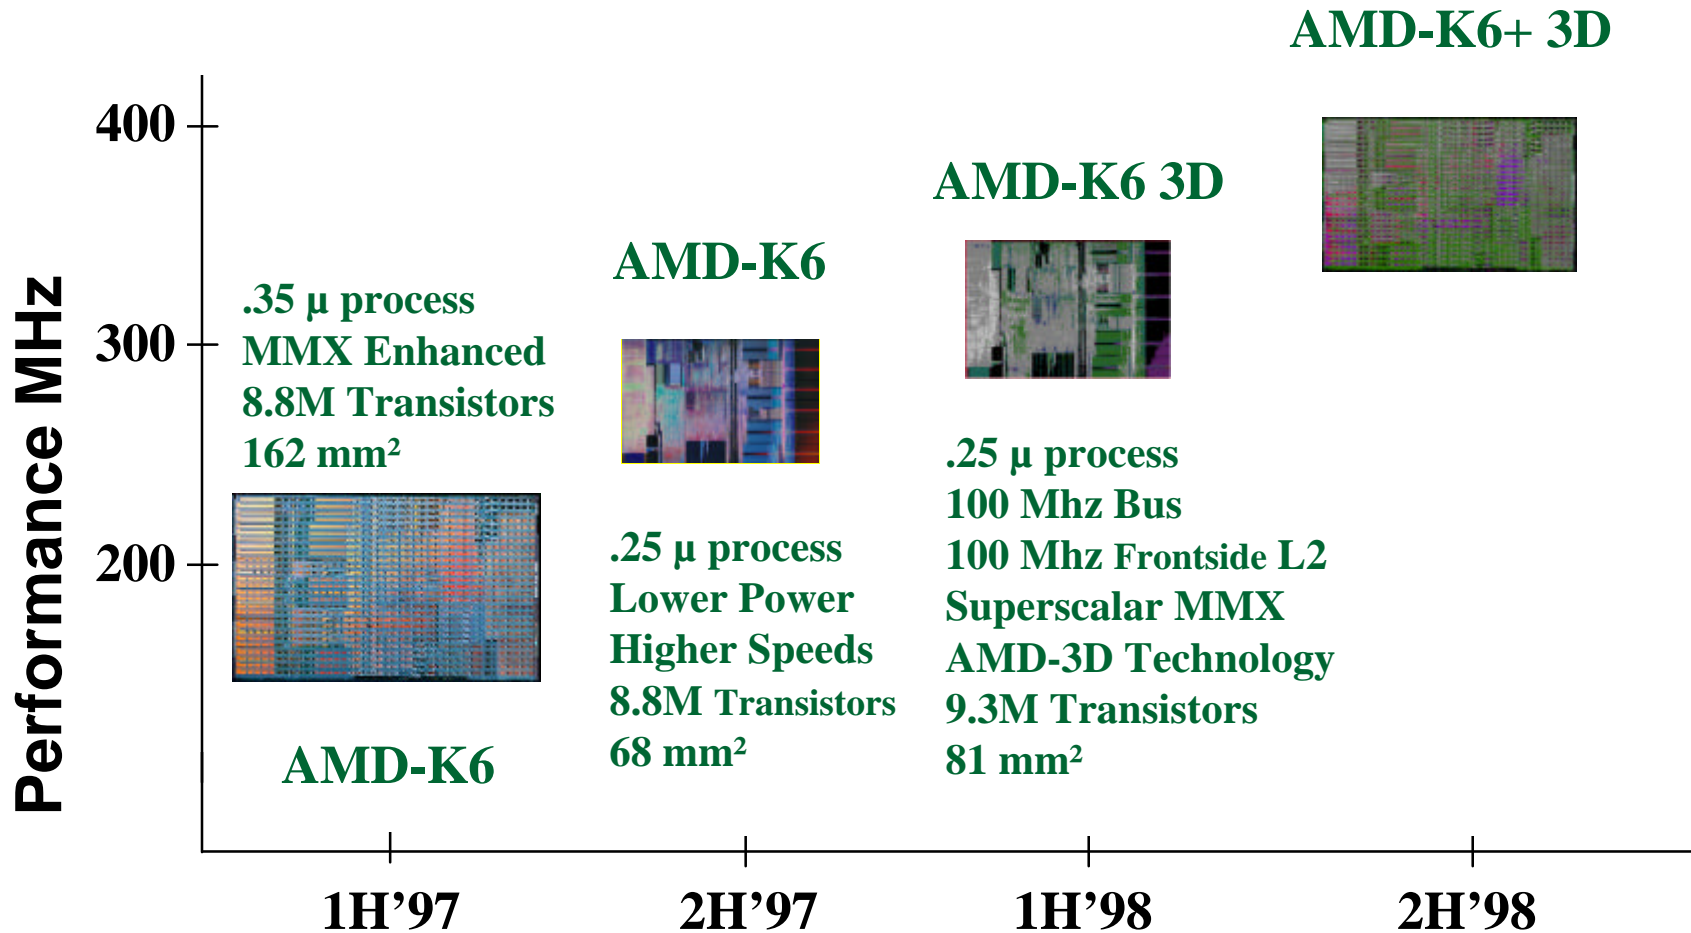 AMD-K6+ 3D
400
AMD-K6 3D
AMD-K6
.35 µ process
MMX Enhanced
8.8M Transistors
162 mm²
300
Performance MHz
.25 µ process
100 Mhz Bus
100 Mhz Frontside L2
Superscalar MMX
AMD-3D Technology
9.3M Transistors
81 mm²
.25 µ process
Lower Power
Higher Speeds
8.8M Transistors
68 mm²
200
AMD-K6
1H’97
2H’97
1H’98
2H’98